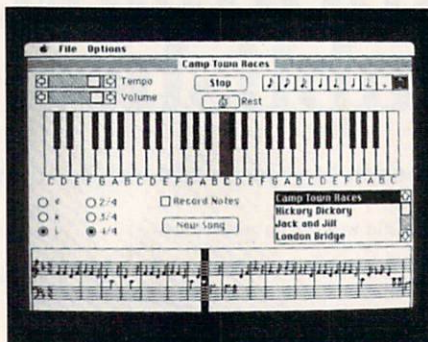 File Options
Camp Town Races
Tempo
Stop
Volume
Rest
C D E F G A B C D E F G A B C D E F G A B C
2/4
Record Notes
3/4
4/4
New Song
Camp Town Races
Hickory Dickory
Jack and Jill
London Bridge